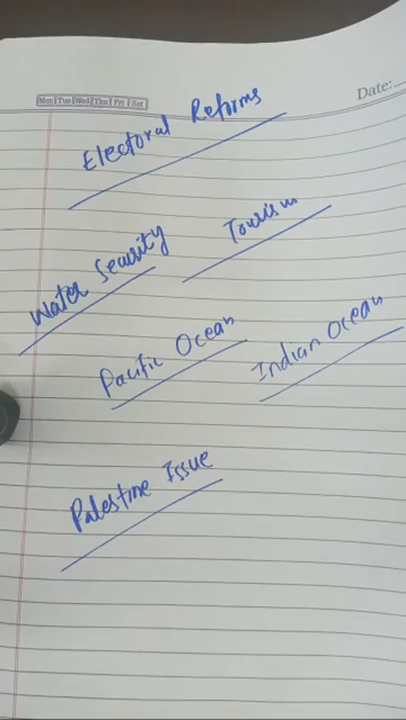 Mon Tue Wed Thu Fri Sat
Date:
Electoral Reforms
Tourism
Water Security
Pacific Ocean
Indian Ocean
Palestine Issue